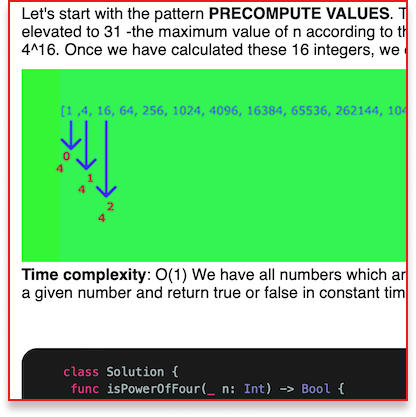 Let's start with the pattern PRECOMPUTE VALUES. T
elevated to 31 -the maximum value of n according to th
4^16. Once we have calculated these 16 integers, we
[1 ,4, 16, 64, 256, 1024, 4096, 16384, 65536, 262144, 104
0
4
1
4
2
4
Time complexity: O(1) We have all numbers which ar
a given number and return true or false in constant tim
class Solution {
func isPowerOfFour(_ n: Int) -> Bool {